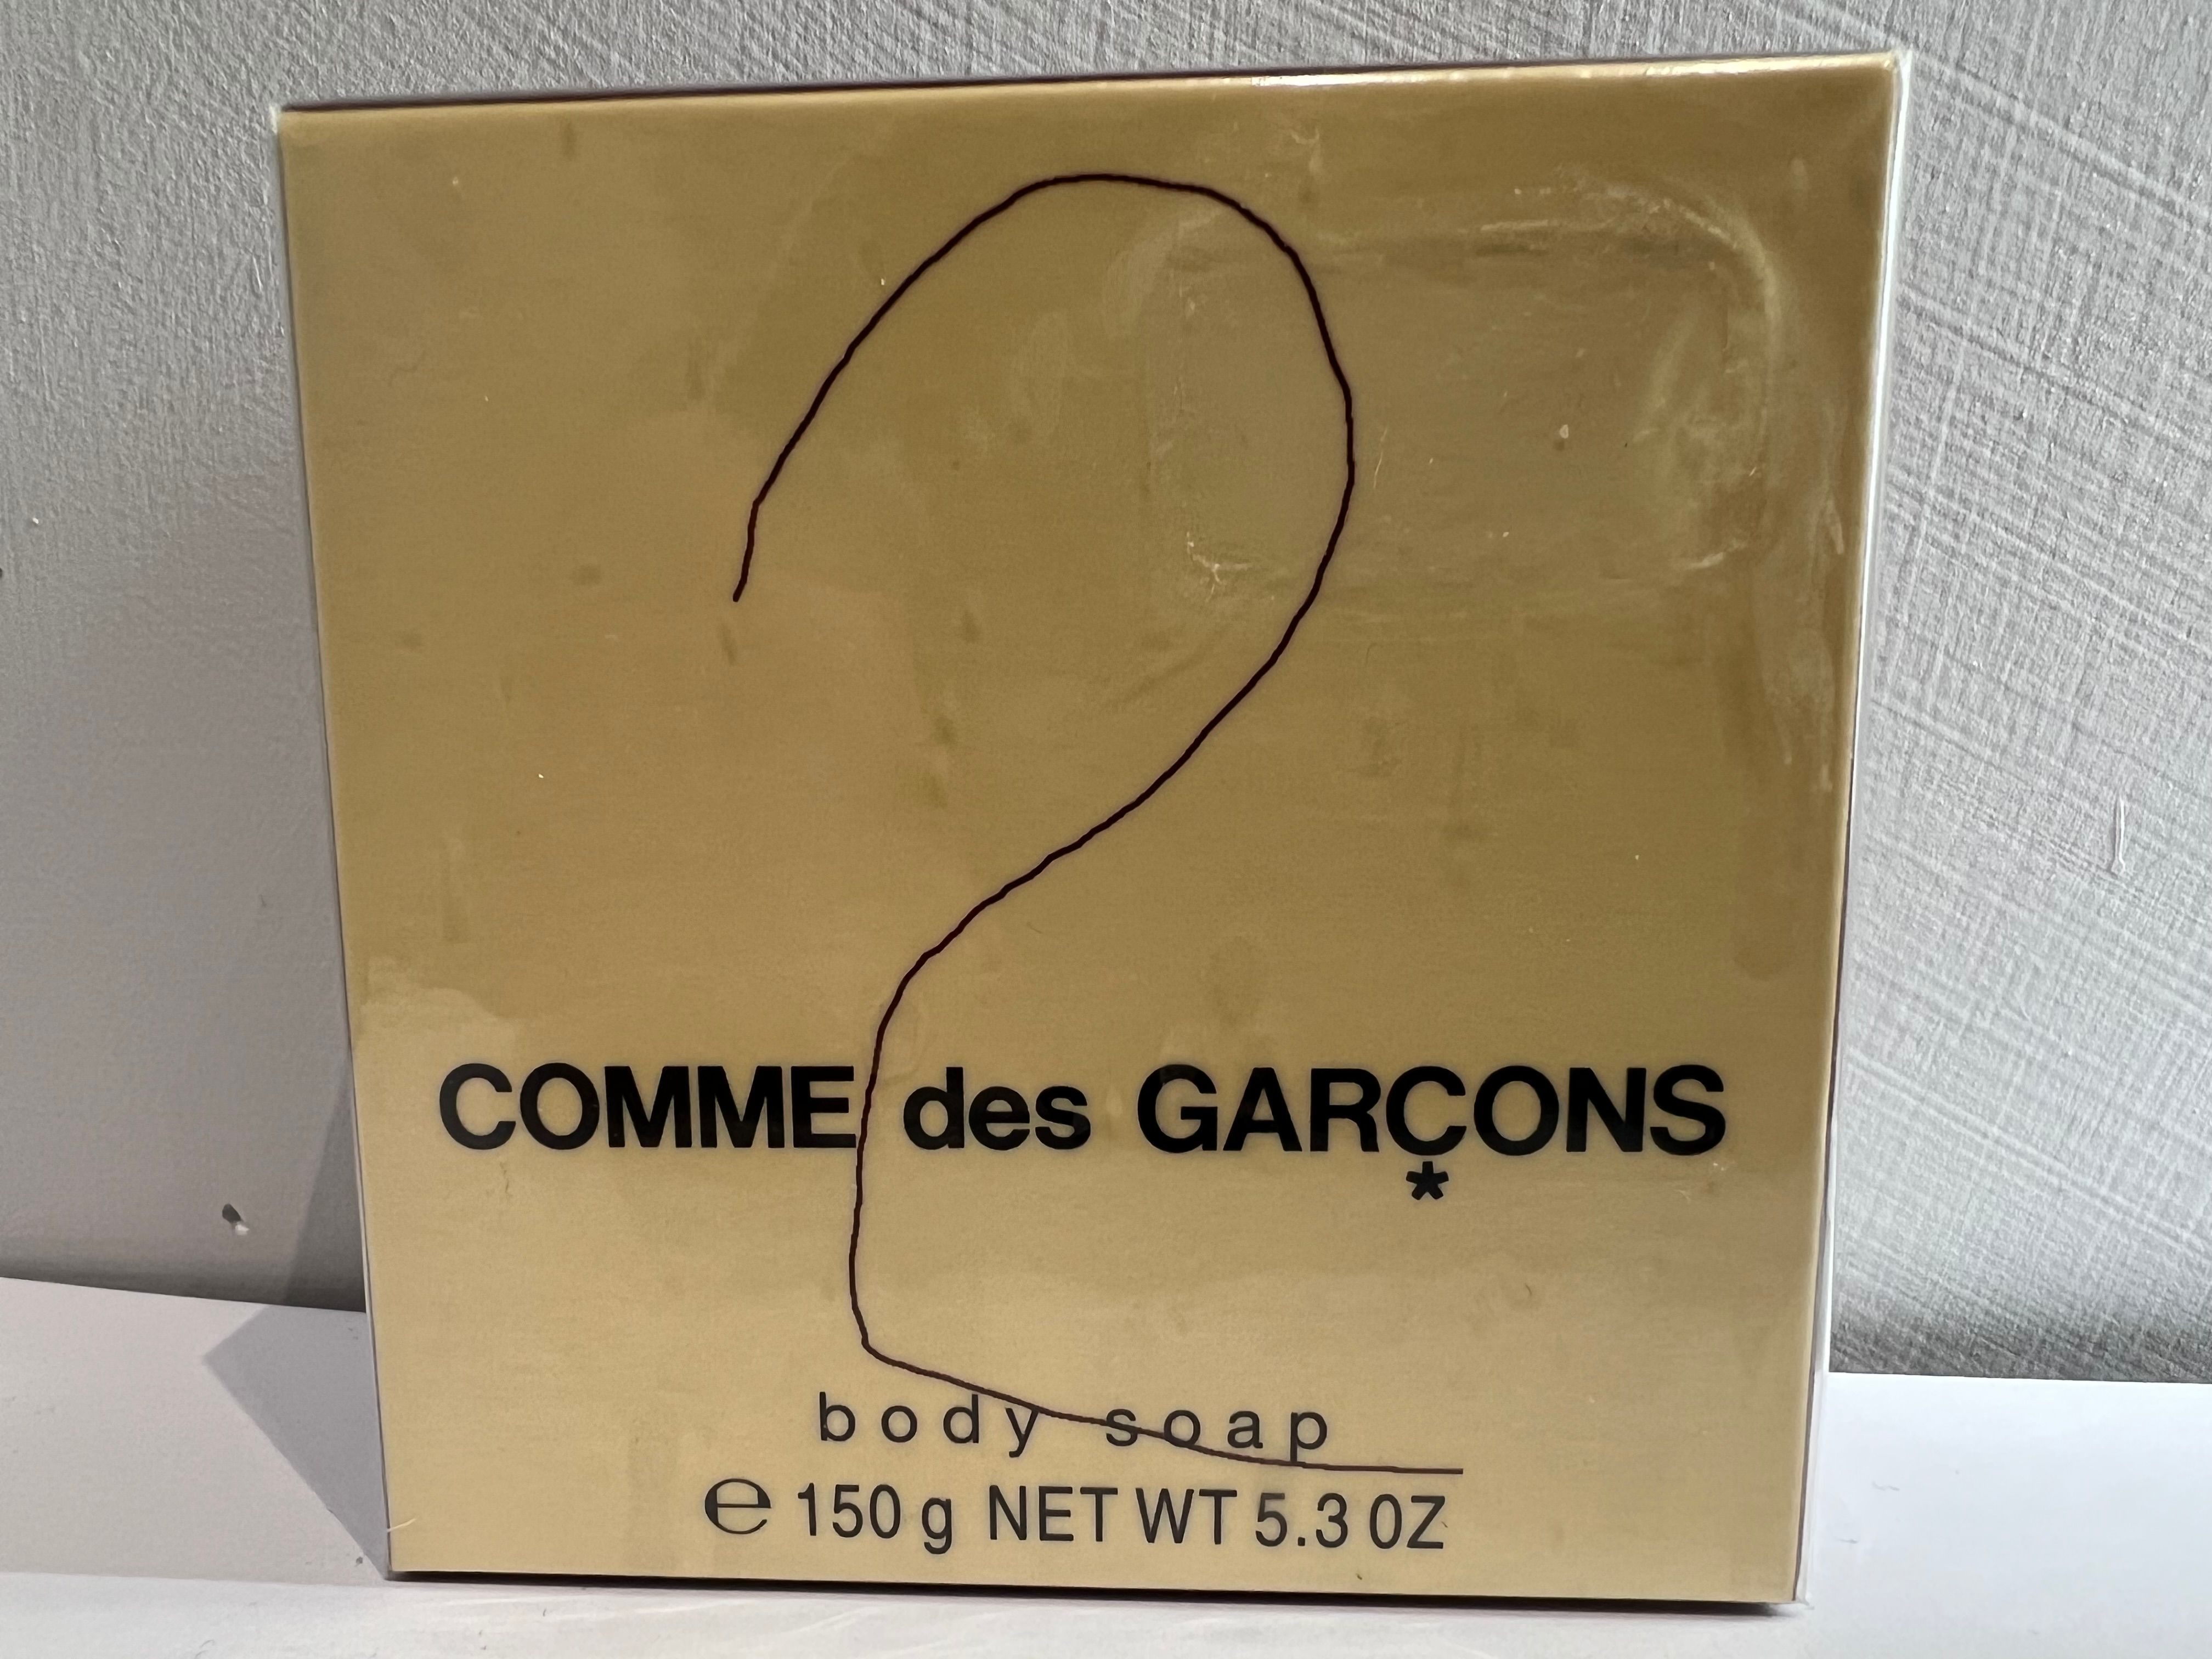 2
COMME des GARÇONS
*
body soap
℮ 150 g NET WT 5.3 OZ